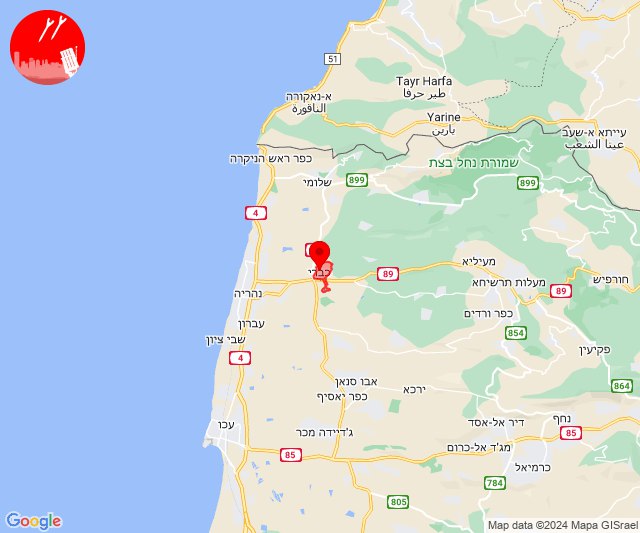 51
Tayr Harfa
طير حرفا
א-נאקורה
الناقورة
Yarine
يارين
עייתא א-שעב
عيتا الشعب
שמורת נחל בצת
כפר ראש הניקרה
שלומי
899
899
4
מעיליא
כברי
89
מעלות תרשיחא
חורפיש
89
נהריה
כפר ורדים
עברון
854
שבי ציון
פקיעין
4
864
אבו סנאן
ירכא
כפר יאסיף
נחף
עכו
דיר אל-אסד
ג'דיידה מכר
85
מג'ד אל-כרום
85
כרמיאל
784
805
Google
Map data ©2024 Mapa GISrael